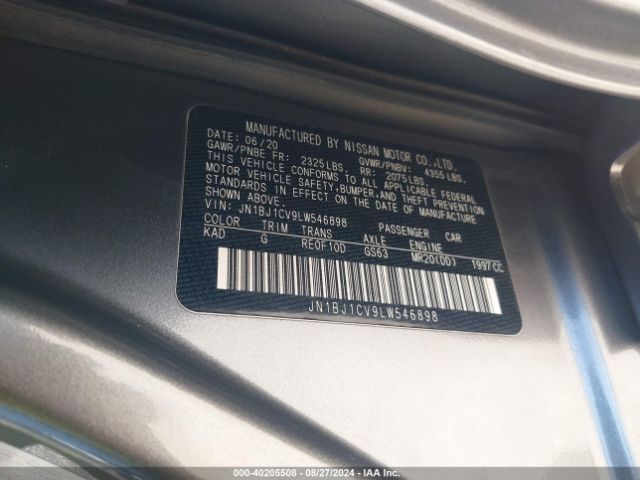 MANUFACTURED BY NISSAN MOTOR CO.,LTD.
DATE: 06/20 GVWR/PNBV: 4355LBS.
GAWR/PNBE FR: 2325LBS. RR: 2075LBS.
THIS VEHICLE CONFORMS TO ALL APPLICABLE FEDERAL
MOTOR VEHICLE SAFETY,BUMPER,AND THEFT PREVENTION
STANDARDS IN EFFECT ON THE DATE OF MANUFACTURE
SHOWN ABOVE.
VIN: JN1BJ1CV9LW546898 PASSENGER CAR
COLOR TRIM TRANS AXLE ENGINE
KAD G RE0F10D GS63 MR20(DD) 1997CC
JN1BJ1CV9LW546898
000-40205508 - 08/27/2024 - IAA Inc.